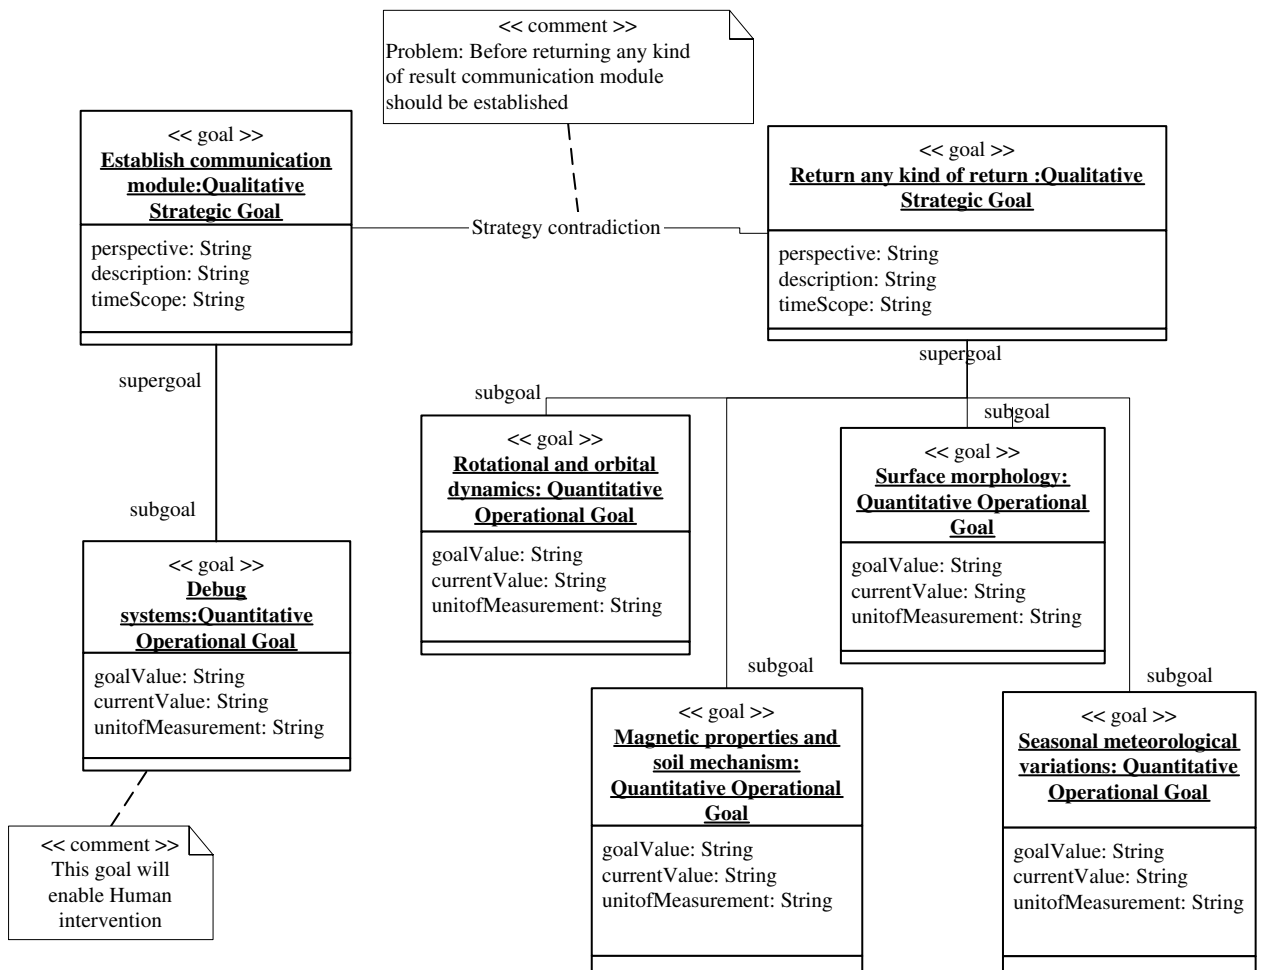 << comment >>
Problem: Before returning any kind
of result communication module
should be established
<< goal >>
Establish communication
module:Qualitative
Strategic Goal
perspective: String
description: String
timeScope: String
Strategy contradiction
<< goal >>
Return any kind of return :Qualitative
Strategic Goal
perspective: String
description: String
timeScope: String
supergoal
subgoal
supergoal
subgoal
subgoal
<< goal >>
Debug
systems:Quantitative
Operational Goal
goalValue: String
currentValue: String
unitofMeasurement: String
<< goal >>
Rotational and orbital
dynamics: Quantitative
Operational Goal
goalValue: String
currentValue: String
unitofMeasurement: String
<< goal >>
Surface morphology:
Quantitative Operational
Goal
goalValue: String
currentValue: String
unitofMeasurement: String
subgoal
subgoal
<< goal >>
Magnetic properties and
soil mechanism:
Quantitative Operational
Goal
goalValue: String
currentValue: String
unitofMeasurement: String
<< goal >>
Seasonal meteorological
variations: Quantitative
Operational Goal
goalValue: String
currentValue: String
unitofMeasurement: String
<< comment >>
This goal will
enable Human
intervention